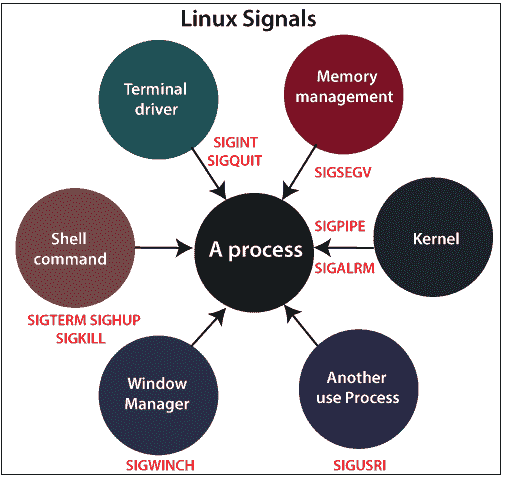 Linux Signals
Terminal
driver
Memory
management
SIGINT
SIGQUIT
SIGSEGV
Shell
command
A process
SIGPIPE
SIGALRM
Kernel
SIGTERM SIGHUP
SIGKILL
Window
Manager
Another
use Process
SIGWINCH
SIGUSRI